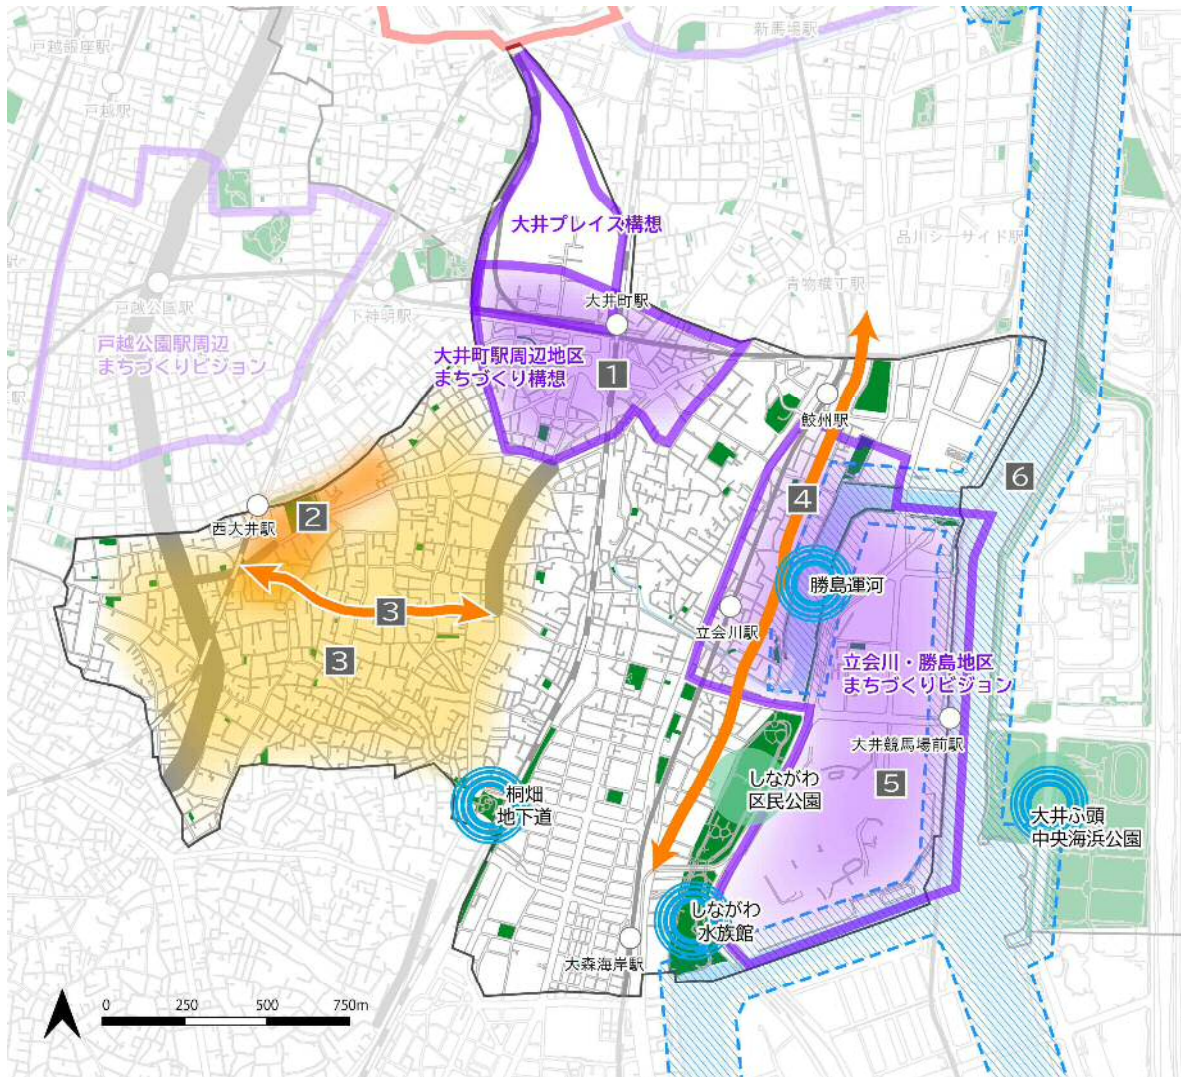 戸越銀座駅
新馬場駅
戸越駅
大井プレイス構想
品川シーサイド駅
青物横丁駅
戸越公園駅
下神明駅
大井町駅
戸越公園駅周辺
まちづくりビジョン
大井町駅周辺地区
まちづくり構想
1
鮫洲駅
6
4
2
西大井駅
勝島運河
3
立会川駅
3
立会川・勝島地区
まちづくりビジョン
大井競馬場前駅
しながわ
区民公園
5
桐畑
地下道
大井ふ頭
中央海浜公園
しながわ
水族館
大森海岸駅
0 250 500 750m